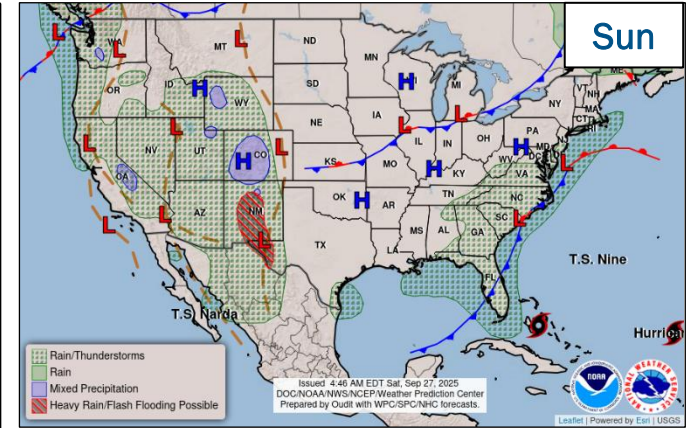 Sun
L
WA
L
L
MT
ND
MN
OR
ID
H
WY
SD
H
MI
L
NY
ME
VT
NH
MA
CT
RI
NE
IA
L
IL
IN
OH
PA
H
NJ
MD
DC
DE
L
NV
L
UT
H
CO
L
KS
MO
H
KY
WV
VA
L
CA
L
AZ
NM
L
OK
H
AR
TN
NC
SC
L
L
TX
LA
MS
AL
GA
FL
T.S. Nine
T.S. Narda
Hurric
Rain/Thunderstorms
Rain
Mixed Precipitation
Heavy Rain/Flash Flooding Possible
Issued 4:46 AM EDT Sat, Sep 27, 2025
DOC/NOAA/NWS/NCEP/Weather Prediction Center
Prepared by Oudit with WPC/SPC/NHC forecasts.
NOAA
NATIONAL WEATHER SERVICE
Leaflet | Powered by Esri | USGS